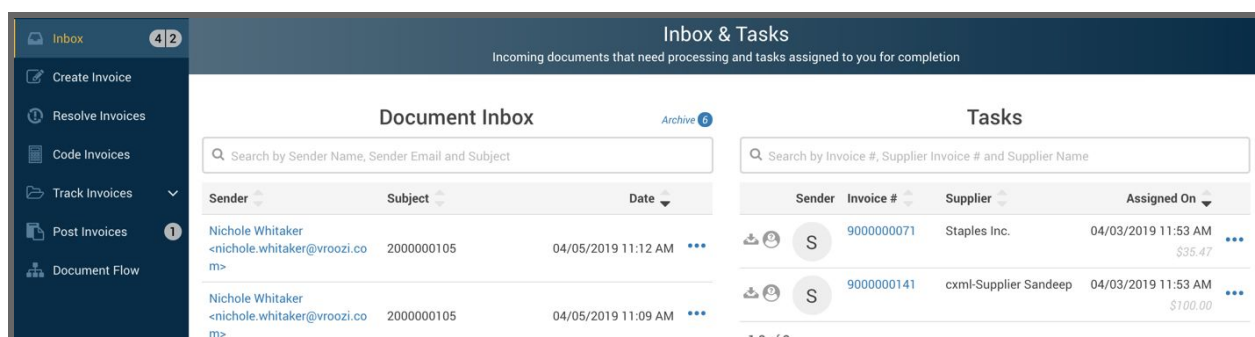 Inbox 4 2
Create Invoice
Resolve Invoices
Code Invoices
Track Invoices
Post Invoices 1
Document Flow
Inbox & Tasks
Incoming documents that need processing and tasks assigned to you for completion
Document Inbox
Archive 6
Search by Sender Name, Sender Email and Subject
Sender Subject Date
Nichole Whitaker
<nichole.whitaker@vroozi.co 2000000105 04/05/2019 11:12 AM
m>
Nichole Whitaker
<nichole.whitaker@vroozi.co 2000000105 04/05/2019 11:09 AM
m>
Tasks
Search by Invoice #, Supplier Invoice # and Supplier Name
Sender Invoice # Supplier Assigned On
S 9000000071 Staples Inc. 04/03/2019 11:53 AM
$35.47
S 9000000141 cxml-Supplier Sandeep 04/03/2019 11:53 AM
$100.00